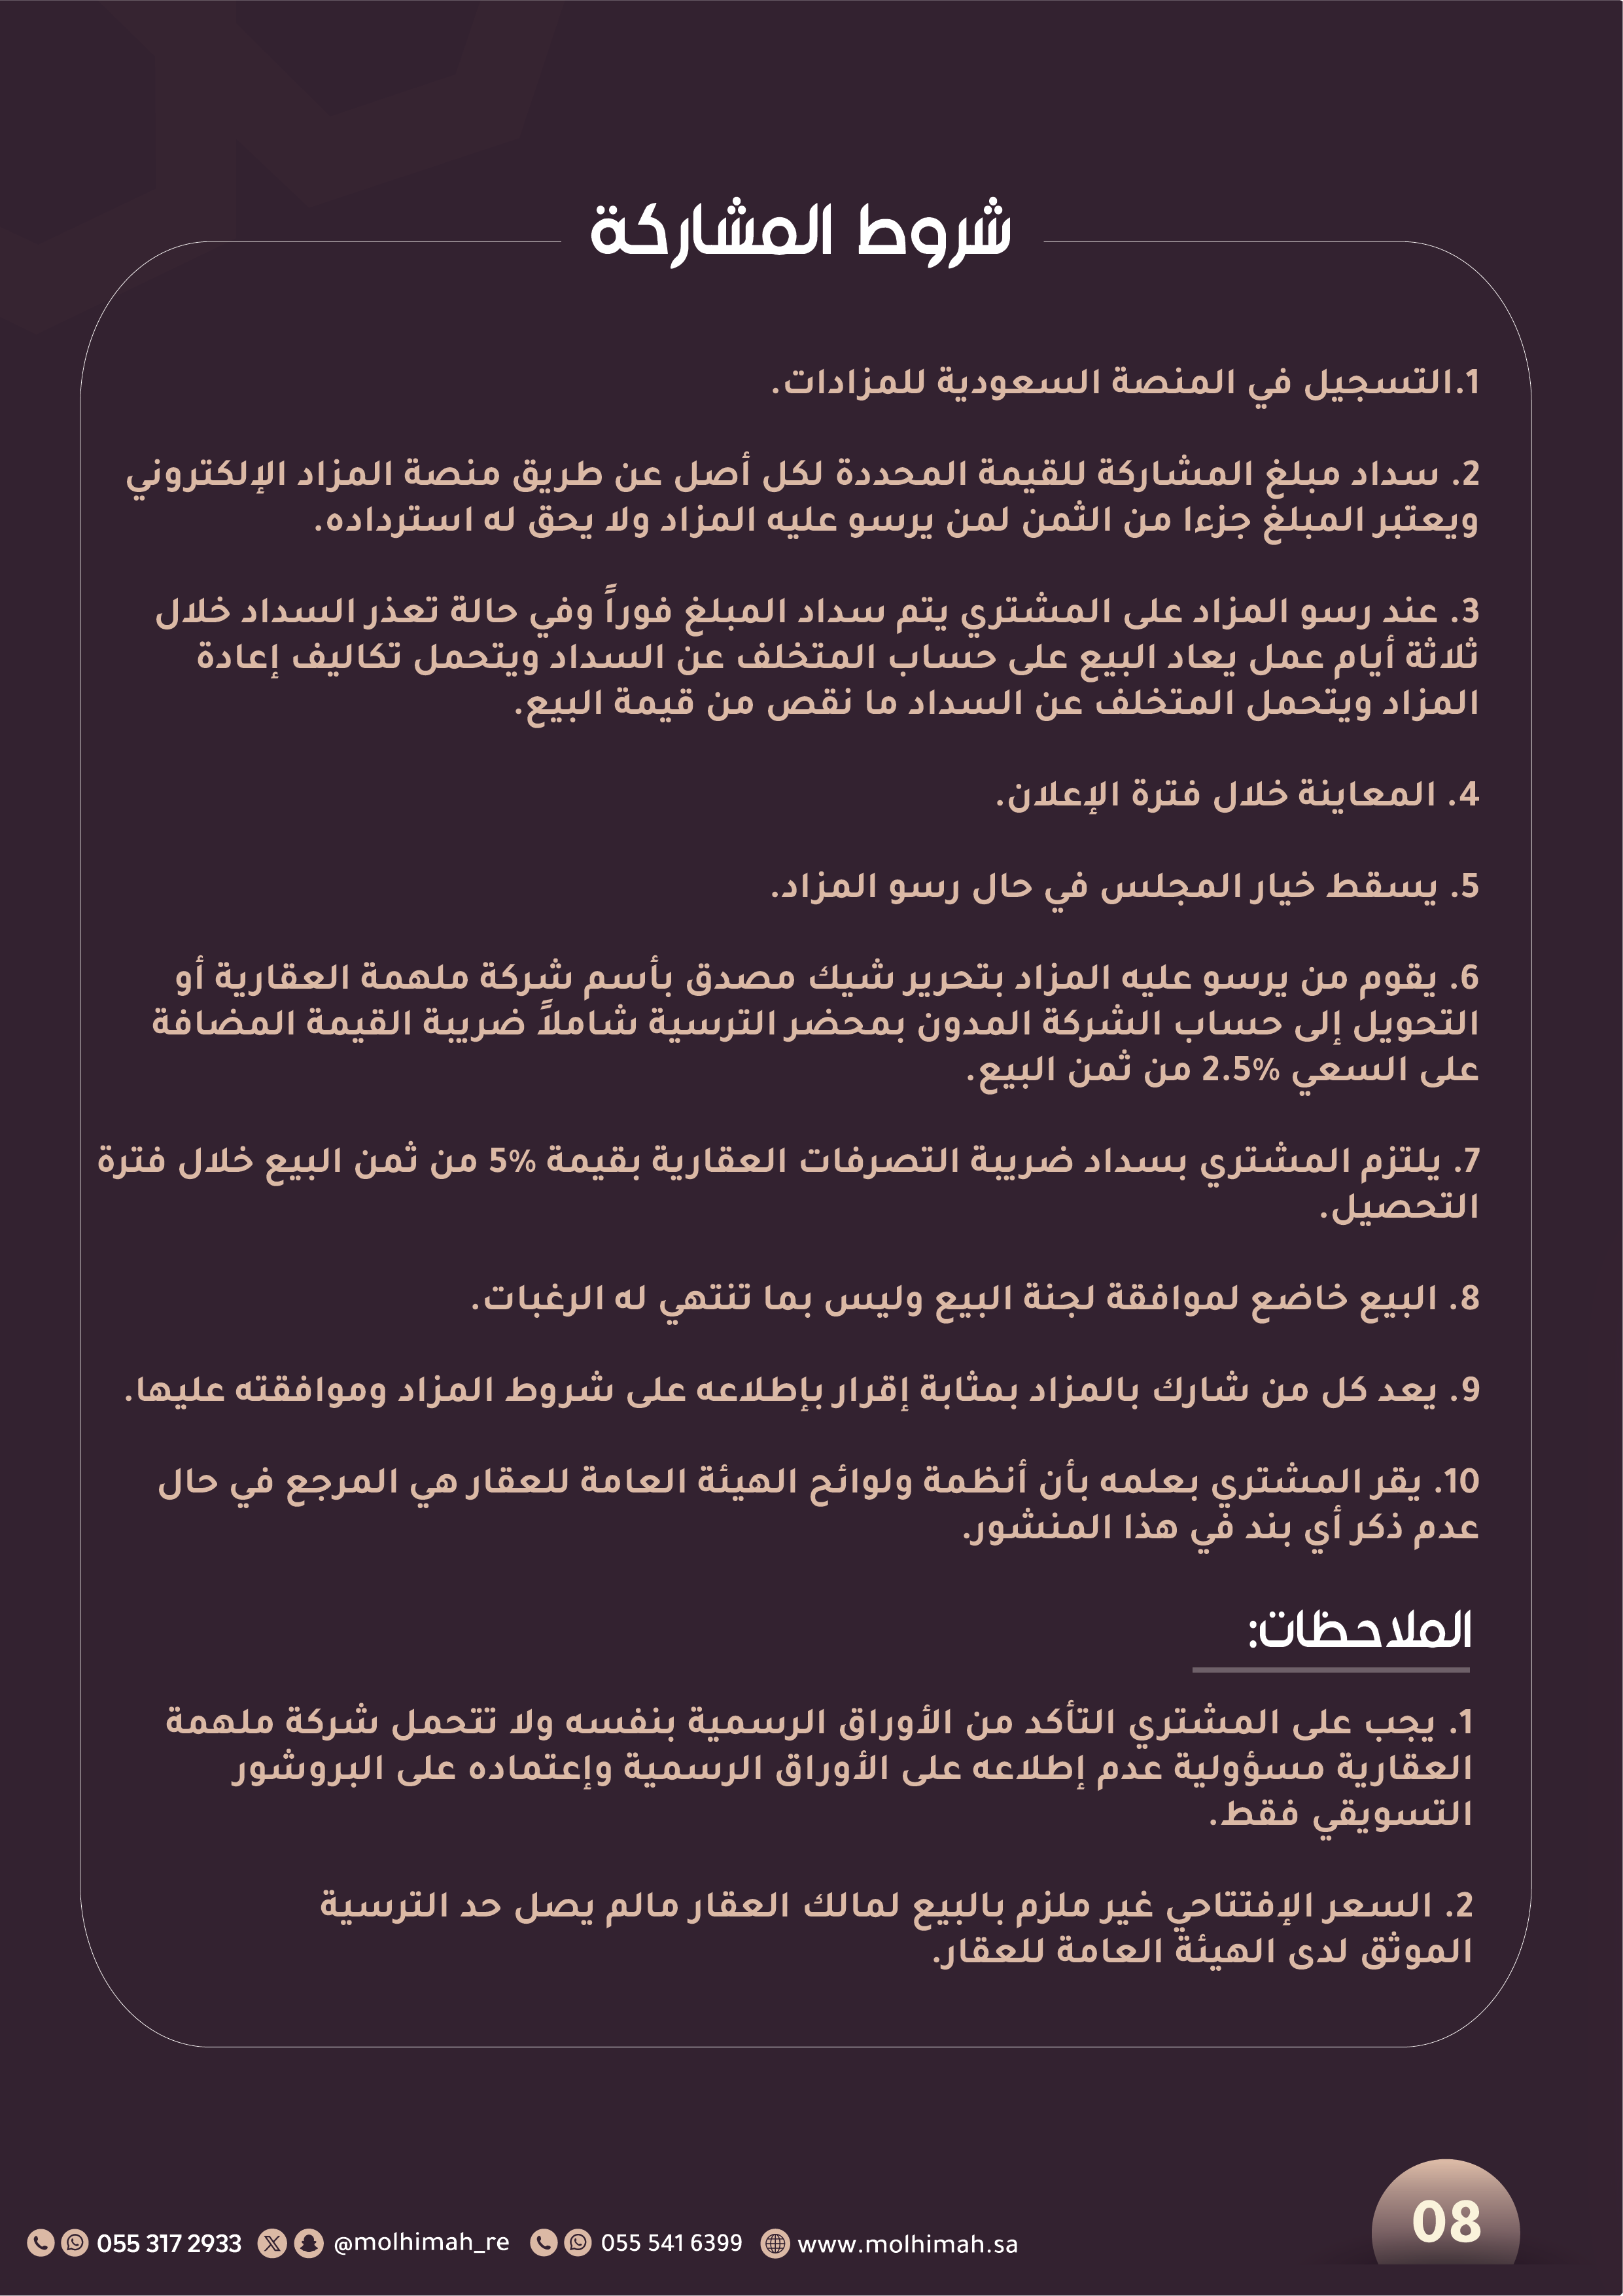 شروط المشاركة
1.التسجيل في المنصة السعودية للمزادات.
2. سداد مبلغ المشاركة للقيمة المحددة لكل أصل عن طريق منصة المزاد الإلكتروني
ويعتبر المبلغ جزءا من الثمن لمن يرسو عليه المزاد ولا يحق له استرداده.
3. عند رسو المزاد على المشتري يتم سداد المبلغ فوراً وفي حالة تعذر السداد خلال
ثلاثة أيام عمل يعاد البيع على حساب المتخلف عن السداد ويتحمل تكاليف إعادة
المزاد ويتحمل المتخلف عن السداد ما نقص من قيمة البيع.
4. المعاينة خلال فترة الإعلان.
5. يسقط خيار المجلس في حال رسو المزاد.
6. يقوم من يرسو عليه المزاد بتحرير شيك مصدق بأسم شركة ملهمة العقارية أو
التحويل إلى حساب الشركة المدون بمحضر الترسية شاملاً ضريبة القيمة المضافة
على السعي 2.5% من ثمن البيع.
7. يلتزم المشتري بسداد ضريبة التصرفات العقارية بقيمة 5% من ثمن البيع خلال فترة
التحصيل.
8. البيع خاضع لموافقة لجنة البيع وليس بما تنتهي له الرغبات.
9. يعد كل من شارك بالمزاد بمثابة إقرار بإطلاعه على شروط المزاد وموافقته عليها.
10. يقر المشتري بعلمه بأن أنظمة ولوائح الهيئة العامة للعقار هي المرجع في حال
عدم ذكر أي بند في هذا المنشور.
الملاحظات:
1. يجب على المشتري التأكد من الأوراق الرسمية بنفسه ولا تتحمل شركة ملهمة
العقارية مسؤولية عدم إطلاعه على الأوراق الرسمية وإعتماده على البروشور
التسويقي فقط.
2. السعر الإفتتاحي غير ملزم بالبيع لمالك العقار مالم يصل حد الترسية
الموثق لدى الهيئة العامة للعقار.
08
055 317 2933 @molhimah_re 055 541 6399 www.molhimah.sa